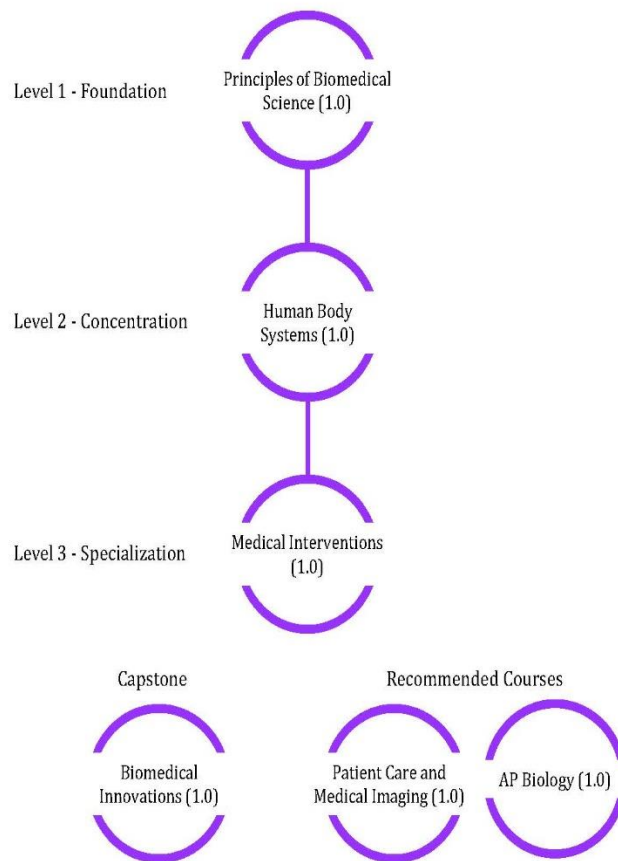 Level 1 - Foundation
Principles of Biomedical
Science (1.0)
Level 2 - Concentration
Human Body
Systems (1.0)
Level 3 - Specialization
Medical Interventions
(1.0)
Capstone
Recommended Courses
Biomedical
Innovations (1.0)
Patient Care and
Medical Imaging (1.0)
AP Biology (1.0)